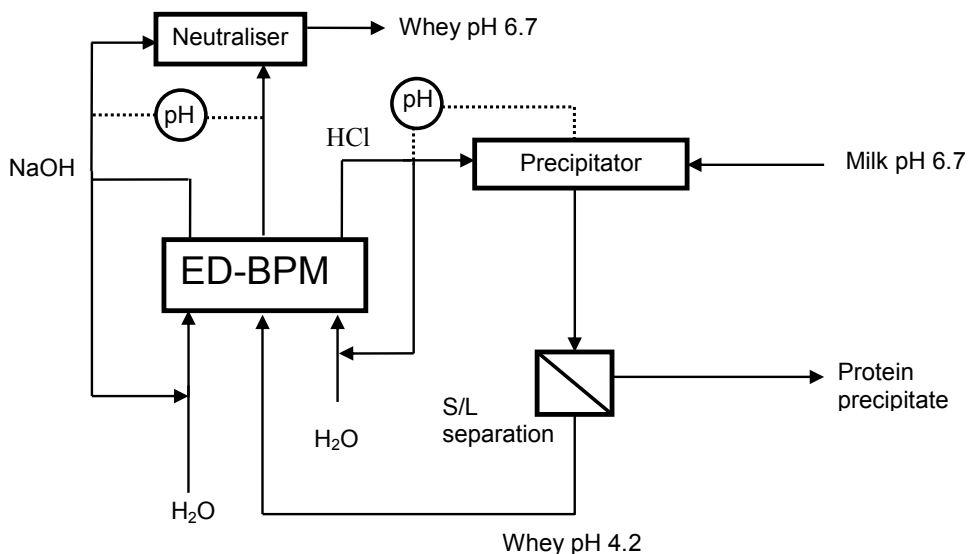 Neutraliser
Whey pH 6.7
pH
pH
HCl
Precipitator
Milk pH 6.7
NaOH
ED-BPM
S/L
separation
Protein
precipitate
H₂O
H₂O
Whey pH 4.2